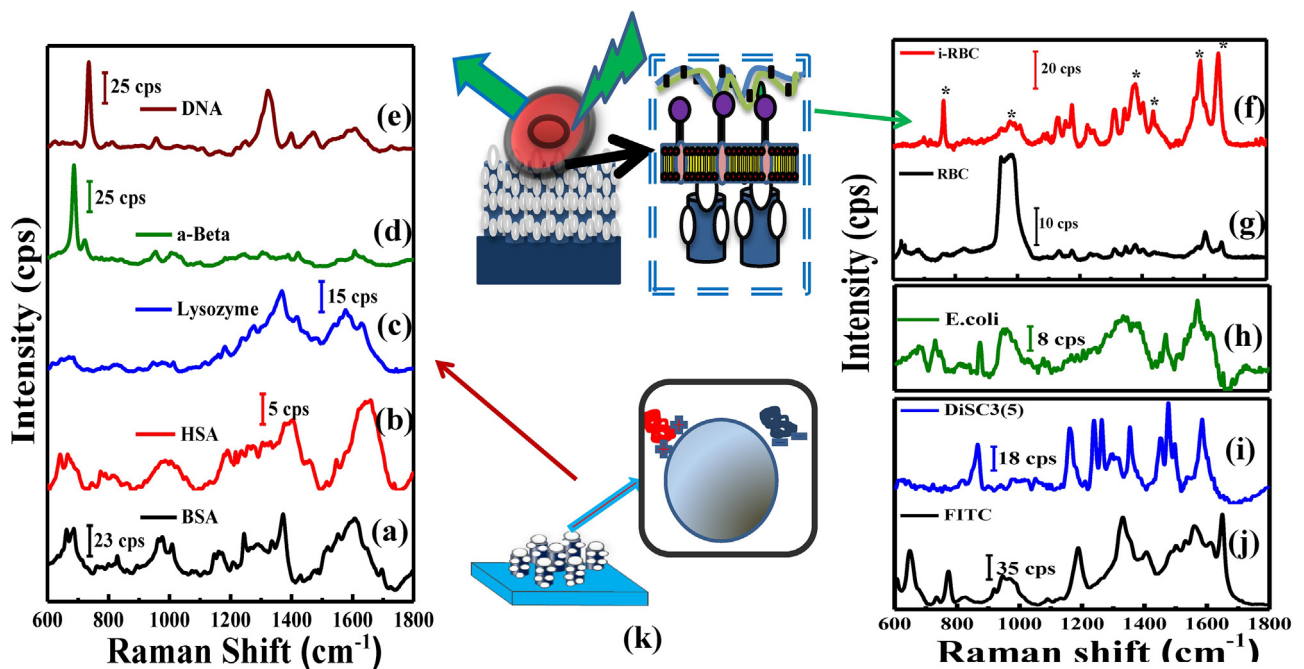 25 cps
DNA
(e)
25 cps
a-Beta
(d)
Lysozyme
15 cps
(c)
5 cps
HSA
(b)
BSA
23 cps
(a)
Intensity (cps)
600 800 1000 1200 1400 1600 1800
Raman Shift (cm-1)
+
+
(k)
i-RBC
20 cps
* * * * * *
(f)
RBC
10 cps
(g)
E.coli
8 cps
(h)
DiSC3(5)
18 cps
(i)
FITC
35 cps
(j)
Intensity (cps)
600 800 1000 1200 1400 1600 1800
Raman shift (cm-1)